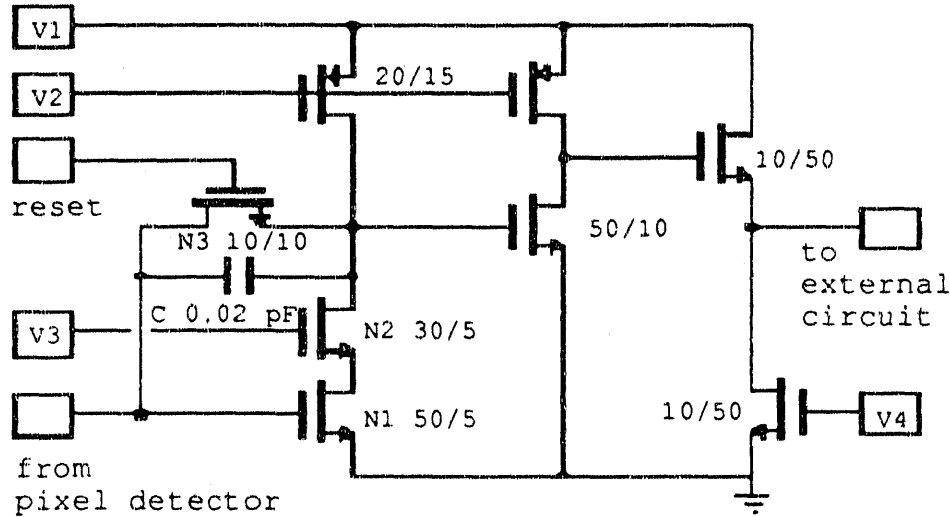 V1
V2
20/15
reset
10/50
N3 10/10
50/10
to
external
circuit
C 0.02 pF
V3
N2 30/5
N1 50/5
10/50
V4
from
pixel detector